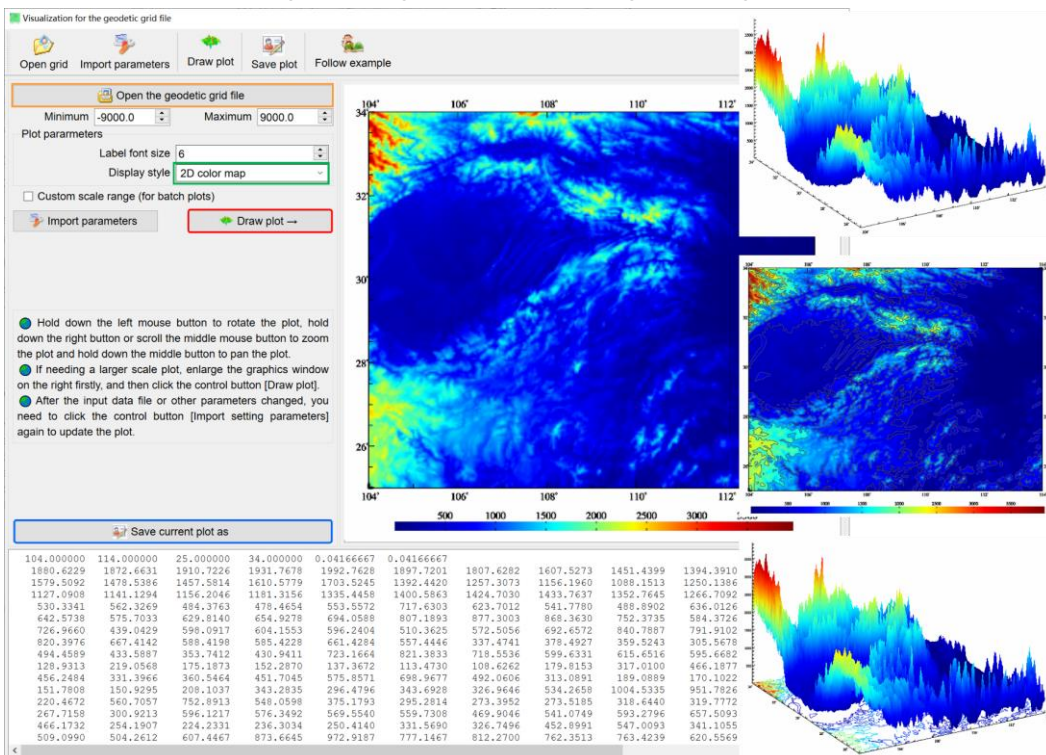 Visualization for the geodetic grid file
Open grid Import parameters Draw plot Save plot Follow example
Open the geodetic grid file
Minimum -9000.0 Maximum 9000.0
Plot parameters
Label font size 6
Display style 2D color map
Custom scale range (for batch plots)
Import parameters Draw plot →
Hold down the left mouse button to rotate the plot, hold
down the right button or scroll the middle mouse button to zoom
the plot and hold down the middle button to pan the plot.
If needing a larger scale plot, enlarge the graphics window
on the right firstly, and then click the control button [Draw plot].
After the input data file or other parameters changed, you
need to click the control button [Import setting parameters]
again to update the plot.
Save current plot as
104° 106° 108° 110° 112°
34°
32°
30°
28°
26°
104° 106° 108° 110° 112°
500 1000 1500 2000 2500 3000
104.000000 114.000000 25.000000 34.000000 0.04166667 0.04166667
1880.6229 1872.6631 1910.7226 1931.7678 1992.7628 1897.7201 1807.6282 1607.5273 1451.4399 1394.3910
1579.5092 1478.5386 1457.5814 1610.5779 1703.5245 1392.4420 1257.3073 1156.1960 1088.1513 1250.1386
1127.0908 1141.1294 1156.2046 1181.3156 1335.4458 1400.5863 1424.7030 1433.7637 1352.7645 1266.7092
530.3341 562.3269 484.3763 478.4654 553.5572 717.6303 623.7012 541.7780 488.8902 636.0126
642.5738 575.7033 629.8140 654.9278 694.0588 807.1893 877.3003 868.3630 752.3735 584.3726
726.9660 439.0429 598.0917 604.1553 596.2404 510.3625 572.5056 692.6572 840.7887 791.9102
820.3976 667.4142 588.4198 585.4228 661.4284 557.4446 337.4741 378.4927 359.5243 305.5678
494.4589 433.5887 353.7412 430.9411 723.1664 821.3833 718.5536 599.6331 615.6516 595.6682
128.9313 219.0568 175.1873 152.2870 137.3672 113.4730 108.6262 179.8153 317.0100 466.1877
456.2484 331.3966 360.5464 451.7045 575.8571 698.9677 492.0606 313.0891 189.0889 170.1022
151.7808 150.9295 208.1037 343.2835 296.4796 343.6928 326.9646 534.2658 1004.5335 951.7826
220.4672 560.7057 752.8913 548.0598 375.1793 295.2814 273.3952 273.5185 318.6440 319.7772
267.7158 300.9213 596.1217 576.3492 569.5540 559.7308 469.9046 541.0749 593.2796 657.5093
466.1732 254.1907 224.2331 236.3034 250.4140 331.5690 326.7496 452.8991 547.0093 341.1055
509.0990 504.2612 607.4467 873.6645 972.9187 777.1467 812.2700 762.3513 763.4239 620.5569